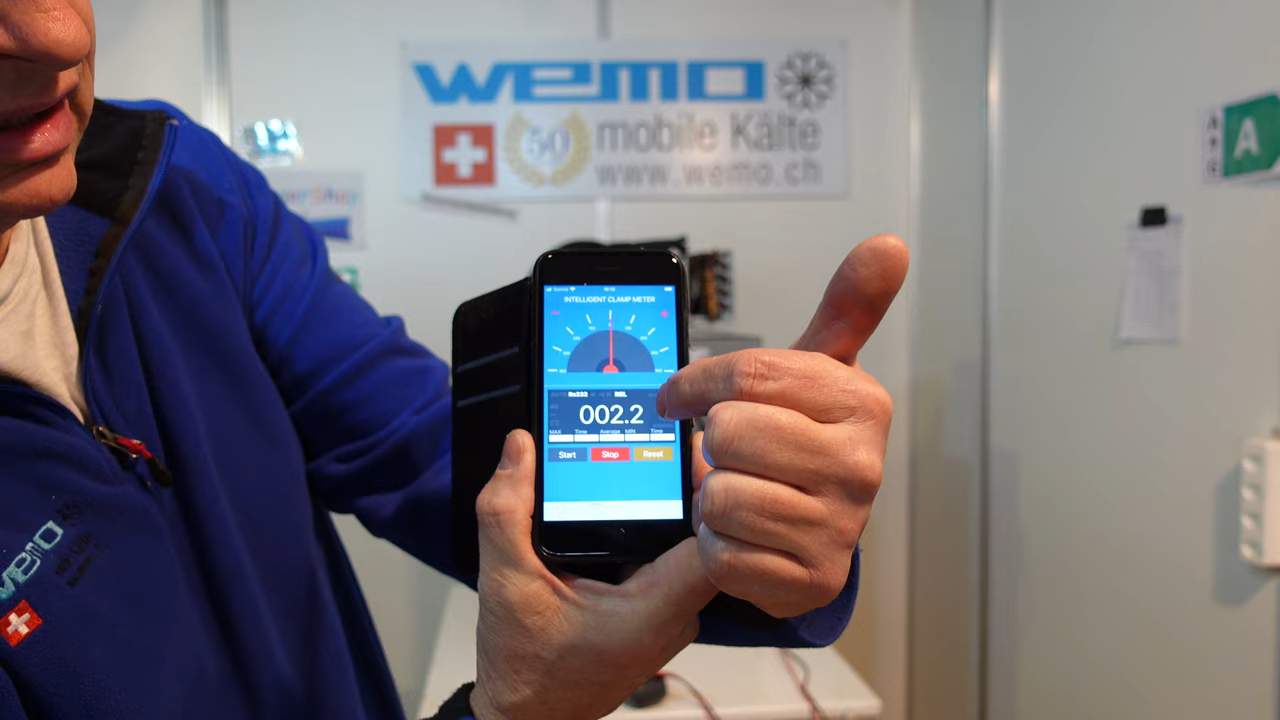 wemo
50 mobile Kälte
www.wemo.ch
A
INTELLIGENT CLAMP METER
002.2
MAX Time Average MIN Time
Start Stop Reset
wemo